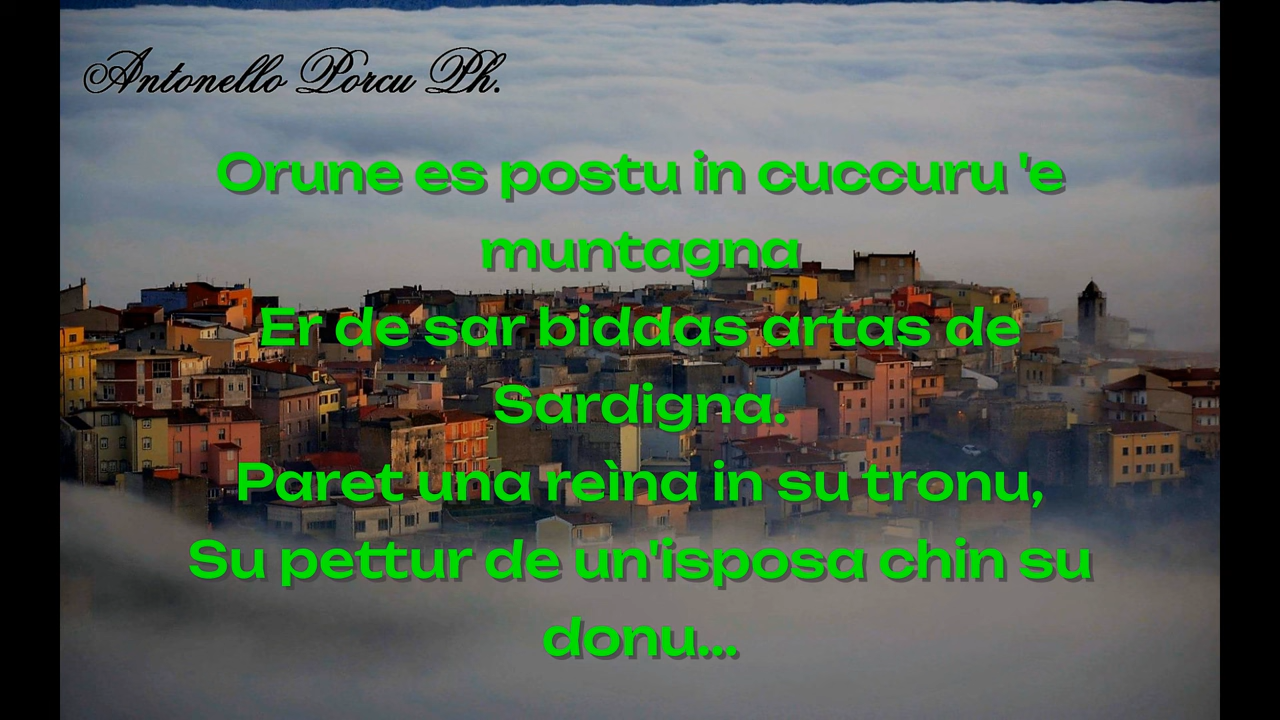 ©Antonello Porcu Ph.
Orune es postu in cuccuru 'e
muntagna
Er de sar biddas artas de
Sardigna.
Paret una reìna in su tronu,
Su pettur de un'isposa chin su
donu...